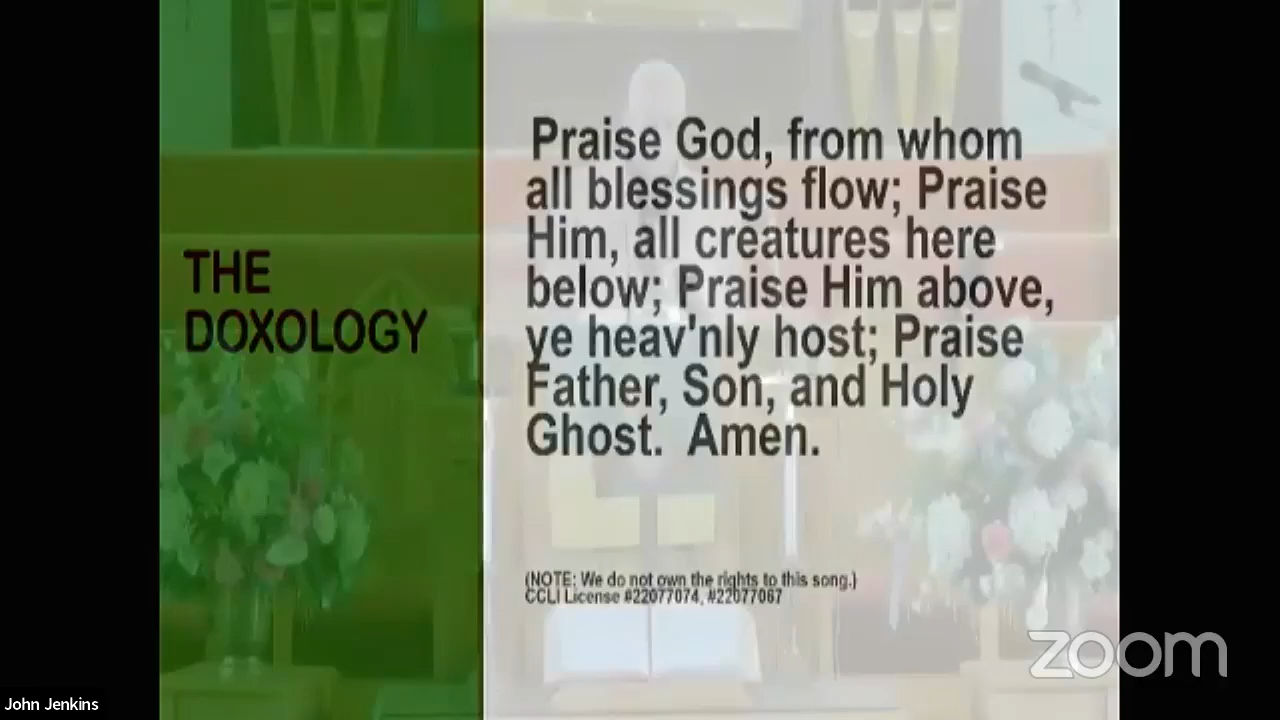 THE
DOXOLOGY
Praise God, from whom
all blessings flow; Praise
Him, all creatures here
below; Praise Him above,
ye heav'nly host; Praise
Father, Son, and Holy
Ghost.  Amen.
(NOTE: We do not own the rights to this song.)
CCLI License #22077074, #22077067
zoom
John Jenkins